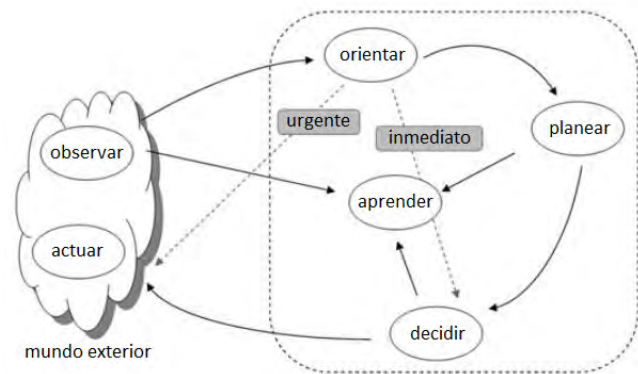 orientar
urgente
inmediato
planear
observar
aprender
actuar
decidir
mundo exterior